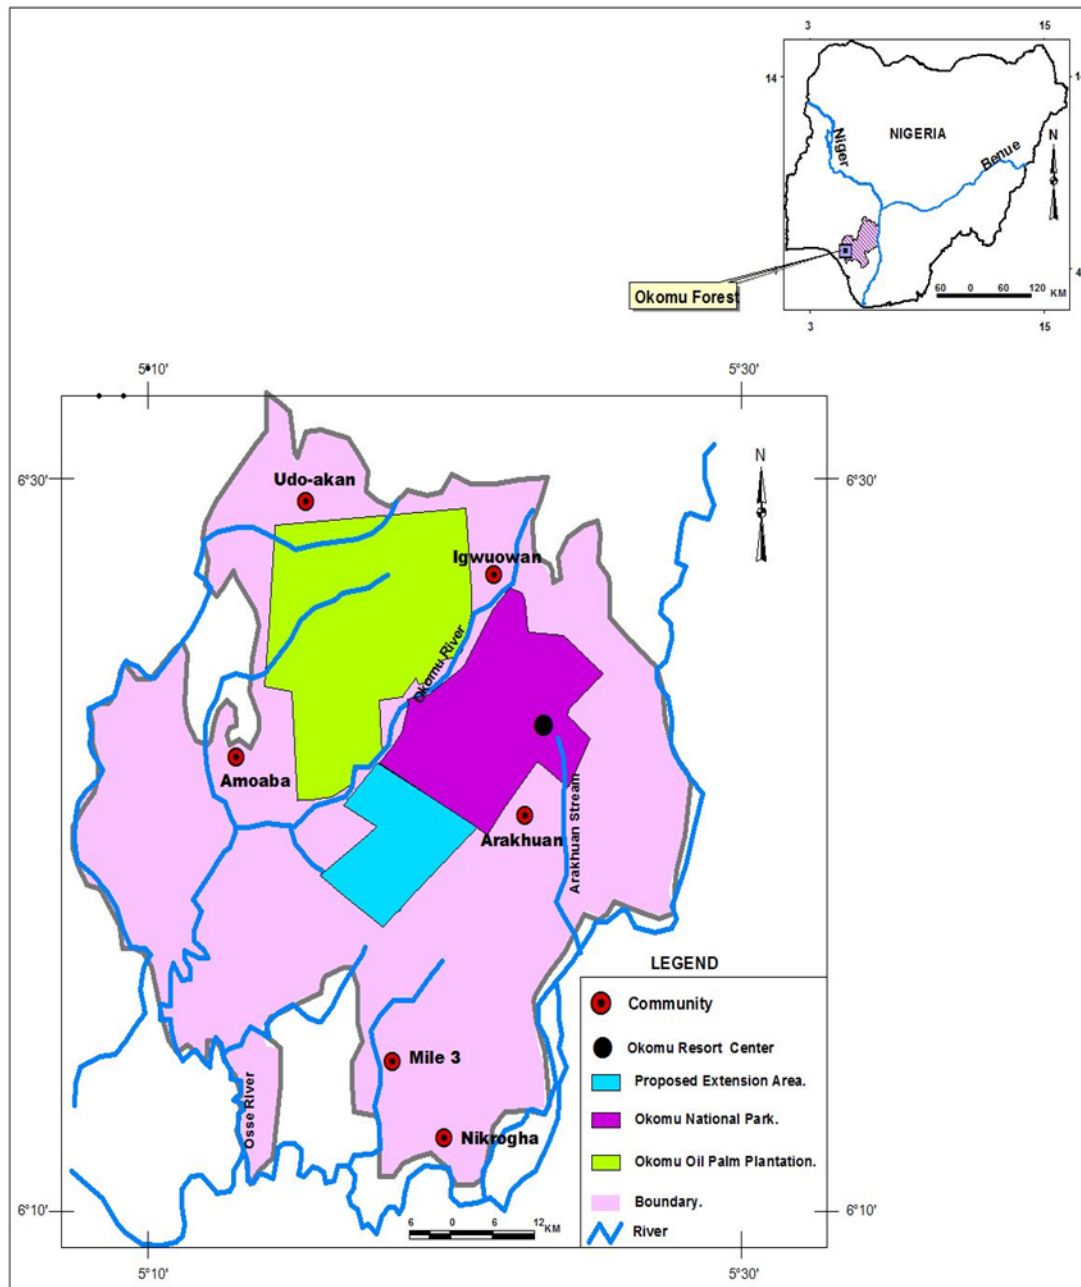 3 15
14 14
NIGERIA
Niger
Benue
N
Okomu Forest
60 0 60 120 KM
4
3 15
5°10' 5°30'
N
6°30' 6°30'
Udo-akan
Igwuowan
Okomu River
Amoaba
Arakhuan
Arakhuan Stream
Mile 3
Osse River
Nikrogha
LEGEND
Community
Okomu Resort Center
Proposed Extension Area.
Okomu National Park.
Okomu Oil Palm Plantation.
Boundary.
River
6°10' 6°10'
6 0 6 12 KM
5°10' 5°30'